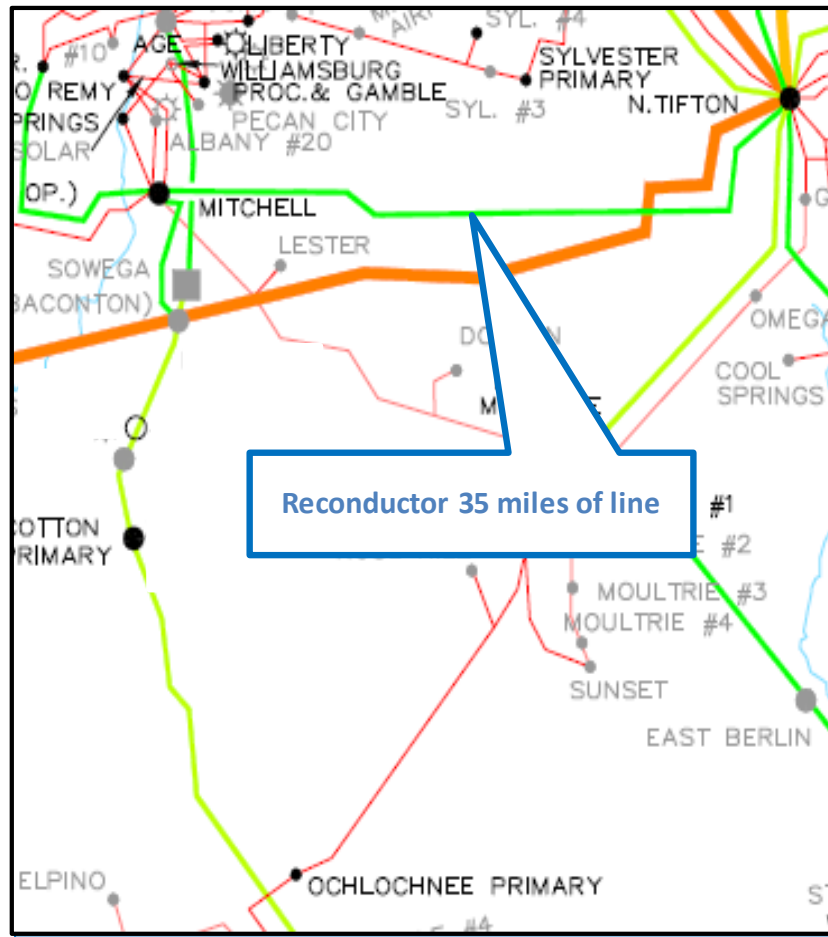 SYL. #4
AIRP
#10
AGE
LIBERTY
WILLIAMSBURG
REMY
PROC.& GAMBLE
PRINGS
PECAN CITY
SOLAR
ALBANY #20
SYLVESTER
PRIMARY
SYL. #3
N.TIFTON
OP.)
MITCHELL
LESTER
SOWEGA
BACONTON)
OMEGA
COOL
SPRINGS
Reconductor 35 miles of line
#1
#2
COTTON
PRIMARY
MOULTRIE #3
MOULTRIE #4
SUNSET
EAST BERLIN
ELPINO
OCHLOCHNEE PRIMARY
#4